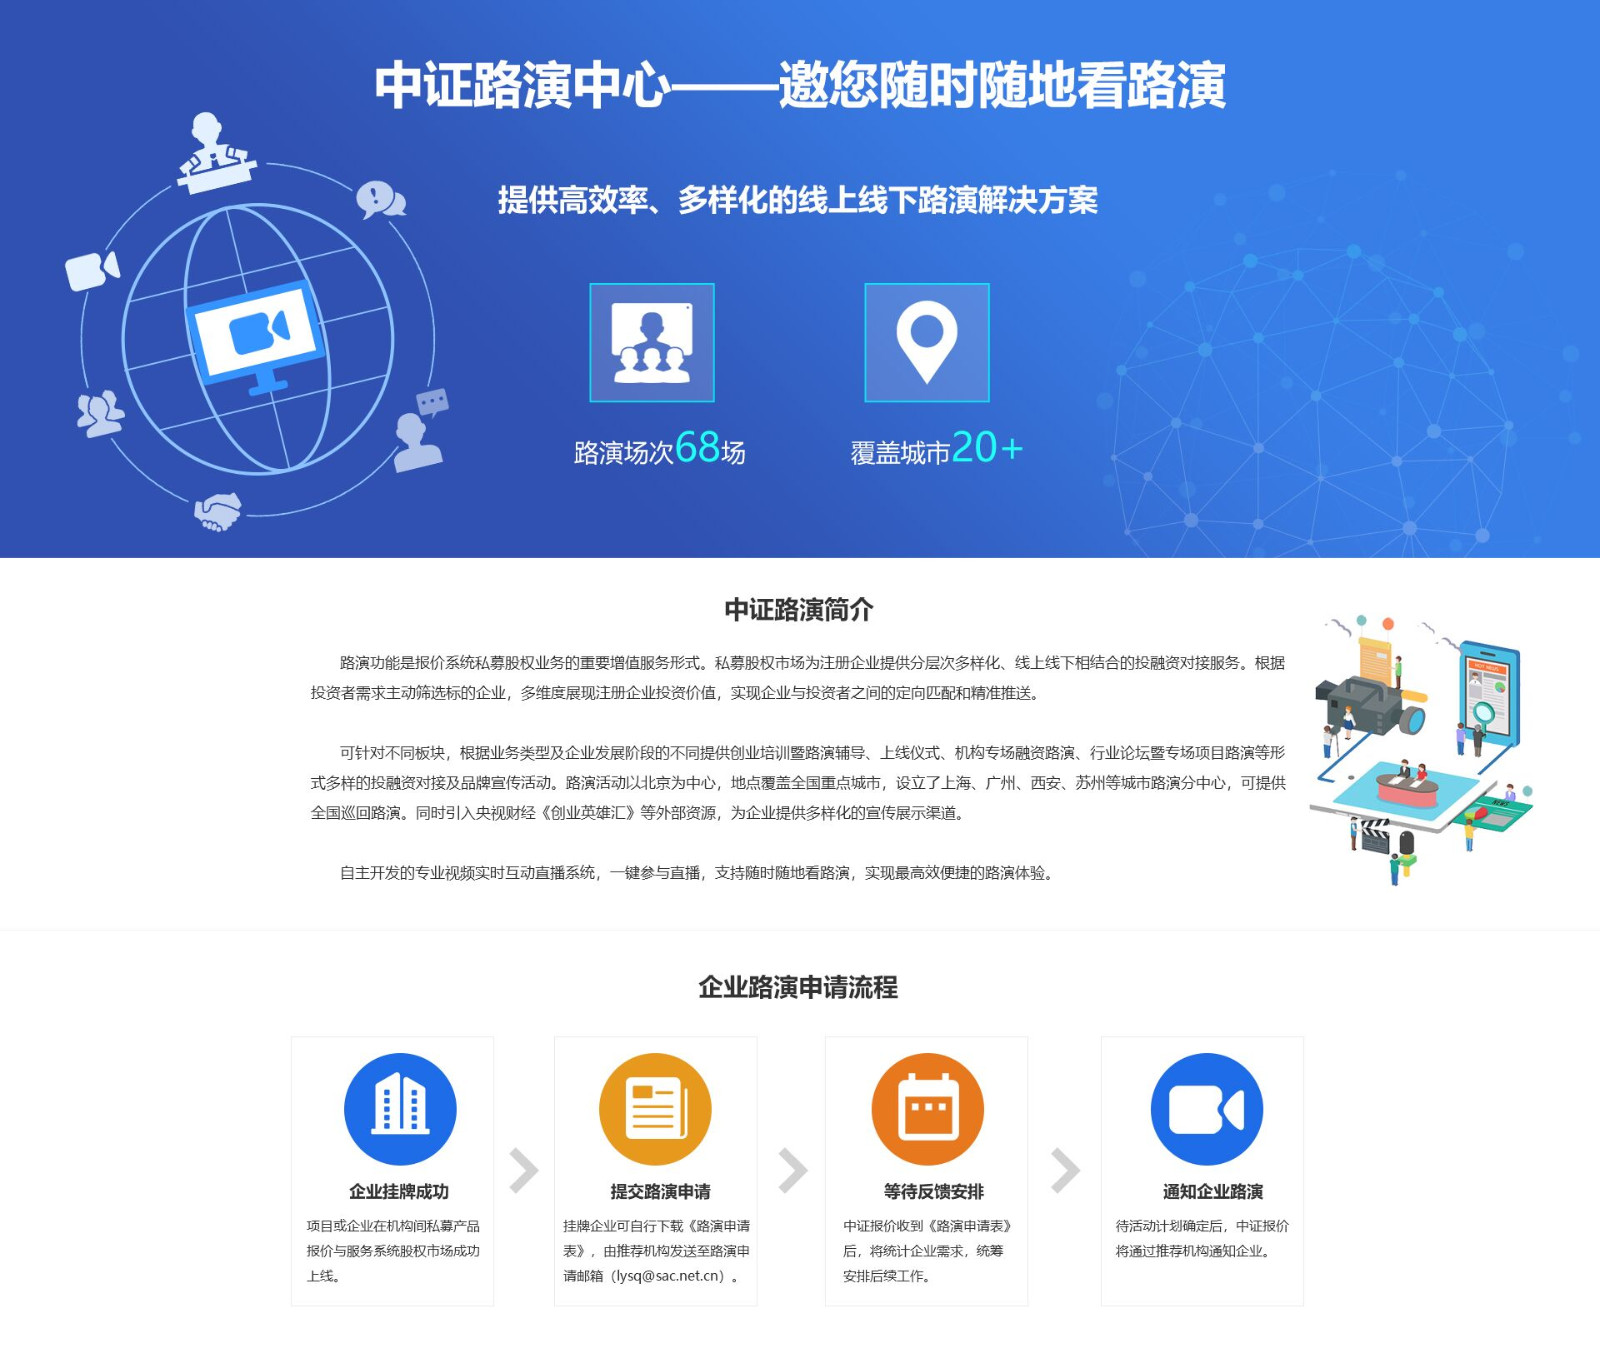 中证路演中心——邀您随时随地看路演
提供高效率、多样化的线上线下路演解决方案
路演场次68场
覆盖城市20+
中证路演简介
路演功能是报价系统私募股权业务的重要增值服务形式。私募股权市场为注册企业提供分层次多样化、线上线下相结合的投融资对接服务。根据
投资者需求主动筛选标的企业，多维度展现注册企业投资价值，实现企业与投资者之间的定向匹配和精准推送。
可针对不同板块，根据业务类型及企业发展阶段的不同提供创业培训暨路演辅导、上线仪式、机构专场融资路演、行业论坛暨专场项目路演等形
式多样的投融资对接及品牌宣传活动。路演活动以北京为中心，地点覆盖全国重点城市，设立了上海、广州、西安、苏州等城市路演分中心，可提供
全国巡回路演。同时引入央视财经《创业英雄汇》等外部资源，为企业提供多样化的宣传展示渠道。
自主开发的专业视频实时互动直播系统，一键参与直播，支持随时随地看路演，实现最高效便捷的路演体验。
企业路演申请流程
企业挂牌成功
项目或企业在机构间私募产品
报价与服务系统股权市场成功
上线。
提交路演申请
挂牌企业可自行下载《路演申请
表》，由推荐机构发送至路演申
请邮箱（lysq@sac.net.cn）。
等待反馈安排
中证报价收到《路演申请表》
后，将统计企业需求，统筹
安排后续工作。
通知企业路演
待活动计划确定后，中证报价
将通过推荐机构通知企业。